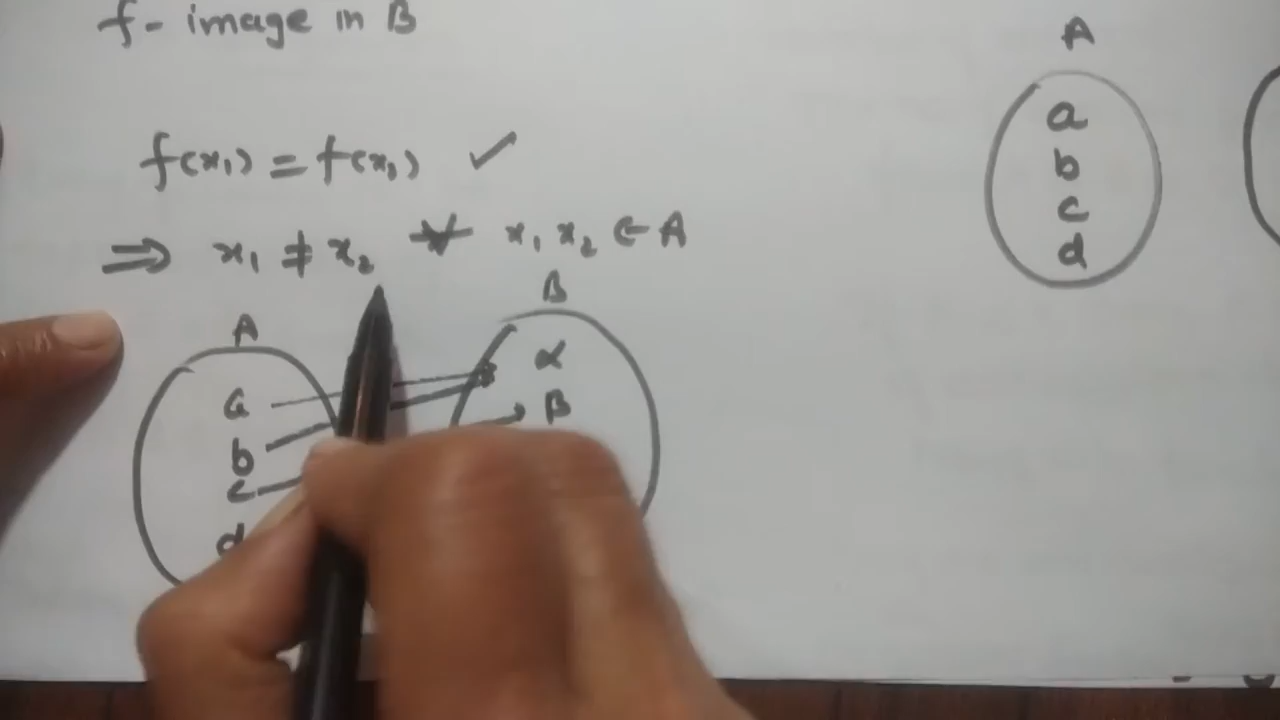 f- image in B
f(x₁) = f(x₂) ✓
⇒ x₁ ≠ x₂ ∀ x₁ x₂ ∈ A
A
B
a
b
c
d
α
β
A
a
b
c
d